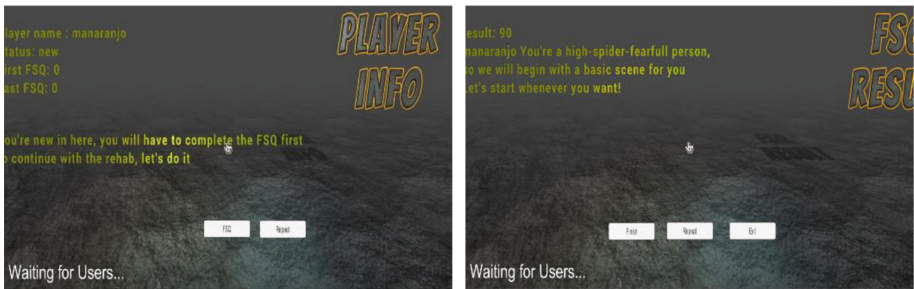 layer name : manaranjo
tatus: new
irst FSQ: 0
ast FSQ: 0
PLAYER
INFO
ou're new in here, you will have to complete the FSQ first
o continue with the rehab, let's do it
FSQ
Repeat
Waiting for Users...
esult: 90
manaranjo You're a high-spider-fearfull person,
so we will begin with a basic scene for you
Let's start whenever you want!
FSQ
RESU
Repeat
Exit
Waiting for Users...